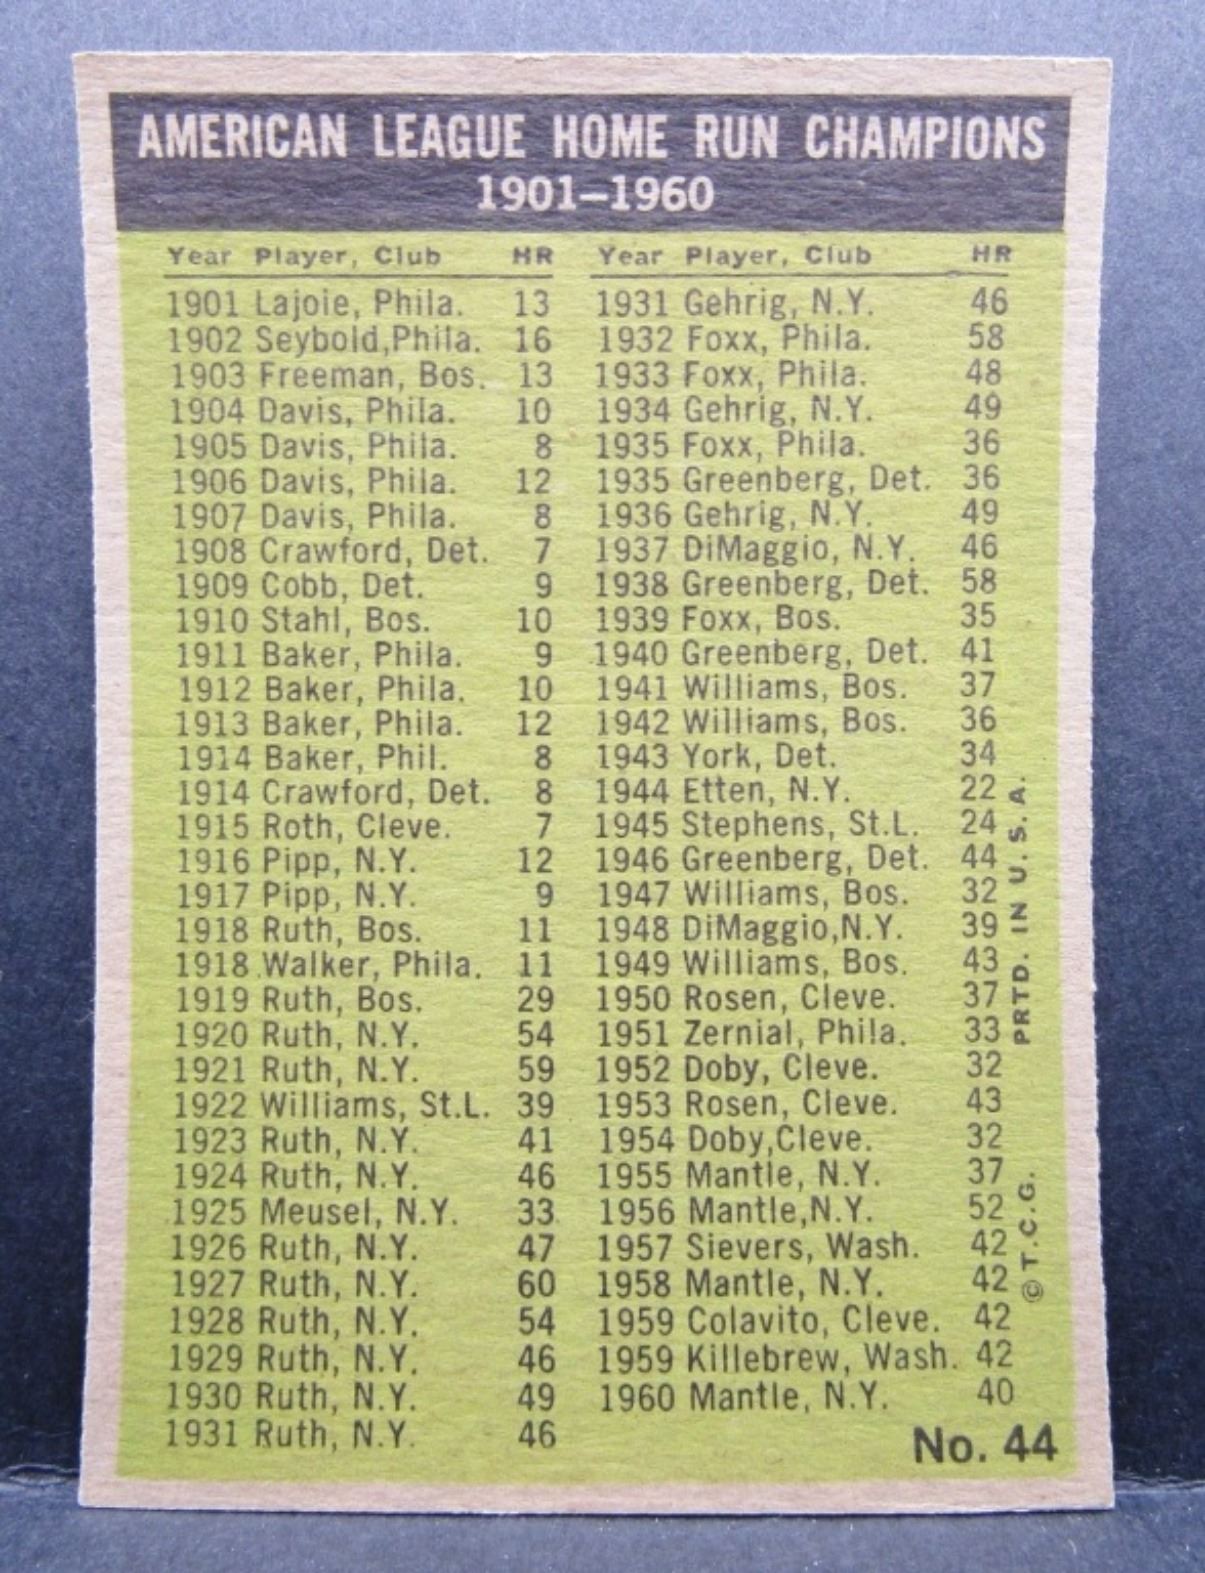 AMERICAN LEAGUE HOME RUN CHAMPIONS
1901–1960
Year Player, Club HR
1901 Lajoie, Phila. 13
1902 Seybold,Phila. 16
1903 Freeman, Bos. 13
1904 Davis, Phila. 10
1905 Davis, Phila. 8
1906 Davis, Phila. 12
1907 Davis, Phila. 8
1908 Crawford, Det. 7
1909 Cobb, Det. 9
1910 Stahl, Bos. 10
1911 Baker, Phila. 9
1912 Baker, Phila. 10
1913 Baker, Phila. 12
1914 Baker, Phil. 8
1914 Crawford, Det. 8
1915 Roth, Cleve. 7
1916 Pipp, N.Y. 12
1917 Pipp, N.Y. 9
1918 Ruth, Bos. 11
1918 Walker, Phila. 11
1919 Ruth, Bos. 29
1920 Ruth, N.Y. 54
1921 Ruth, N.Y. 59
1922 Williams, St.L. 39
1923 Ruth, N.Y. 41
1924 Ruth, N.Y. 46
1925 Meusel, N.Y. 33
1926 Ruth, N.Y. 47
1927 Ruth, N.Y. 60
1928 Ruth, N.Y. 54
1929 Ruth, N.Y. 46
1930 Ruth, N.Y. 49
1931 Ruth, N.Y. 46
Year Player, Club HR
1931 Gehrig, N.Y. 46
1932 Foxx, Phila. 58
1933 Foxx, Phila. 48
1934 Gehrig, N.Y. 49
1935 Foxx, Phila. 36
1935 Greenberg, Det. 36
1936 Gehrig, N.Y. 49
1937 DiMaggio, N.Y. 46
1938 Greenberg, Det. 58
1939 Foxx, Bos. 35
1940 Greenberg, Det. 41
1941 Williams, Bos. 37
1942 Williams, Bos. 36
1943 York, Det. 34
1944 Etten, N.Y. 22
1945 Stephens, St.L. 24
1946 Greenberg, Det. 44
1947 Williams, Bos. 32
1948 DiMaggio,N.Y. 39
1949 Williams, Bos. 43
1950 Rosen, Cleve. 37
1951 Zernial, Phila. 33
1952 Doby, Cleve. 32
1953 Rosen, Cleve. 43
1954 Doby,Cleve. 32
1955 Mantle, N.Y. 37
1956 Mantle,N.Y. 52
1957 Sievers, Wash. 42
1958 Mantle, N.Y. 42
1959 Colavito, Cleve. 42
1959 Killebrew, Wash. 42
1960 Mantle, N.Y. 40
No. 44
© T.C.G. PRTD. IN U.S.A.